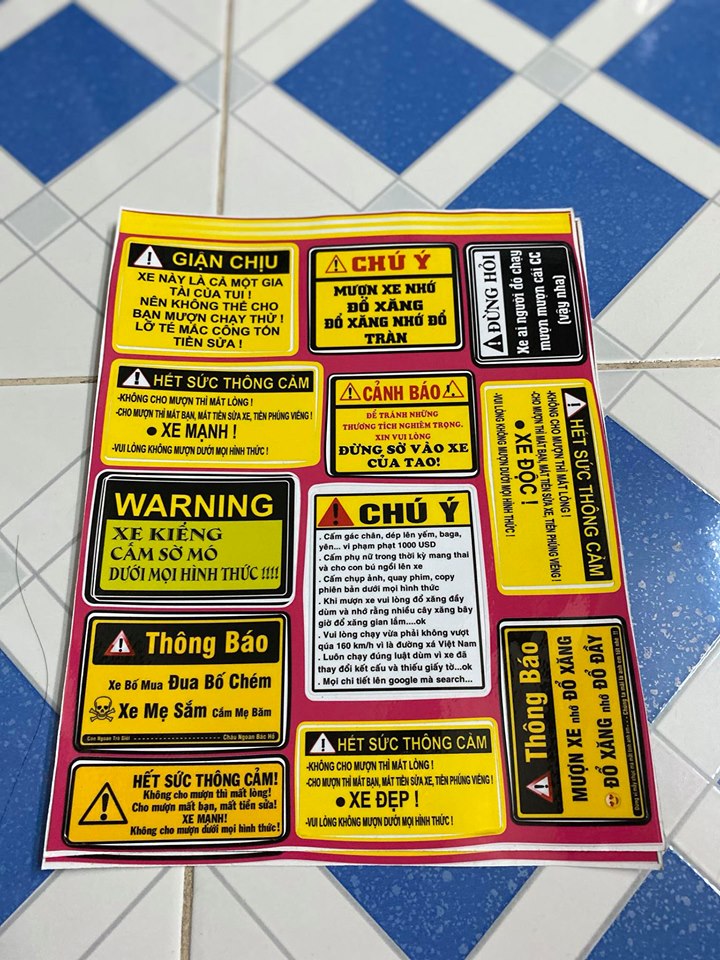 GIẬN CHỊU
XE NÀY LÀ CẢ MỘT GIA
TÀI CỦA TUI !
NÊN KHÔNG THỂ CHO
BẠN MƯỢN CHẠY THỬ !
LỠ TÉ MẮC CÔNG TỐN
TIỀN SỬA !
CHÚ Ý
MƯỢN XE NHỚ
ĐỔ XĂNG
ĐỔ XĂNG NHỚ ĐỔ
TRÀN
ĐỪNG HỎI
Xe ai người đó chạy
mượn mượn cái CC
(vậy nha)
HẾT SỨC THÔNG CẢM
-KHÔNG CHO MƯỢN THÌ MẤT LÒNG !
-CHO MƯỢN THÌ MẤT BẠN, MẤT TIỀN SỬA XE, TIỀN PHÚNG VIẾNG !
• XE MẠNH !
-VUI LÒNG KHÔNG MƯỢN DƯỚI MỌI HÌNH THỨC !
CẢNH BÁO
ĐỂ TRÁNH NHỮNG
THƯƠNG TÍCH NGHIÊM TRỌNG.
XIN VUI LÒNG
ĐỪNG SỜ VÀO XE
CỦA TAO!
HẾT SỨC THÔNG CẢM
-KHÔNG CHO MƯỢN THÌ MẤT LÒNG !
-CHO MƯỢN THÌ MẤT BẠN, MẤT TIỀN SỬA XE, TIỀN PHÚNG VIẾNG !
• XE ĐỘC !
-VUI LÒNG KHÔNG MƯỢN DƯỚI MỌI HÌNH THỨC !
WARNING
XE KIỂNG
CẤM SỜ MÓ
DƯỚI MỌI HÌNH THỨC !!!!
CHÚ Ý
. Cấm gác chân, dép lên yếm, baga,
yên... vi phạm phạt 1000 USD
. Cấm phụ nữ trong thời kỳ mang thai
và cho con bú ngồi lên xe
. Cấm chụp ảnh, quay phim, copy
phiên bản dưới mọi hình thức
. Khi mượn xe vui lòng đổ xăng đầy
dùm và nhớ rằng nhiều cây xăng bây
giờ đổ xăng gian lắm....ok
. Vui lòng chạy vừa phải không vượt
qúa 160 km/h vì là đường xá Việt Nam
. Luôn chạy đúng luật dùm vì xe đã
thay đổi kết cấu và thiếu giấy tờ...ok
. Mọi chi tiết lên google mà search...
Thông Báo
Xe Bố Mua Đua Bố Chém
Xe Mẹ Sắm Cấm Mẹ Băm
Con Ngoan Trò Giỏi - - - - - - - - - - - - - - Cháu Ngoan Bác Hồ
Thông Báo
MƯỢN XE nhớ ĐỔ XĂNG
ĐỔ XĂNG nhớ ĐỔ ĐẦY
HẾT SỨC THÔNG CẢM!
Không cho mượn thì mất lòng!
Cho mượn mất bạn, mất tiền sửa!
XE MẠNH!
Không cho mượn dưới mọi hình thức!
HẾT SỨC THÔNG CẢM
-KHÔNG CHO MƯỢN THÌ MẤT LÒNG !
-CHO MƯỢN THÌ MẤT BẠN, MẤT TIỀN SỬA XE, TIỀN PHÚNG VIẾNG !
• XE ĐẸP !
-VUI LÒNG KHÔNG MƯỢN DƯỚI MỌI HÌNH THỨC !